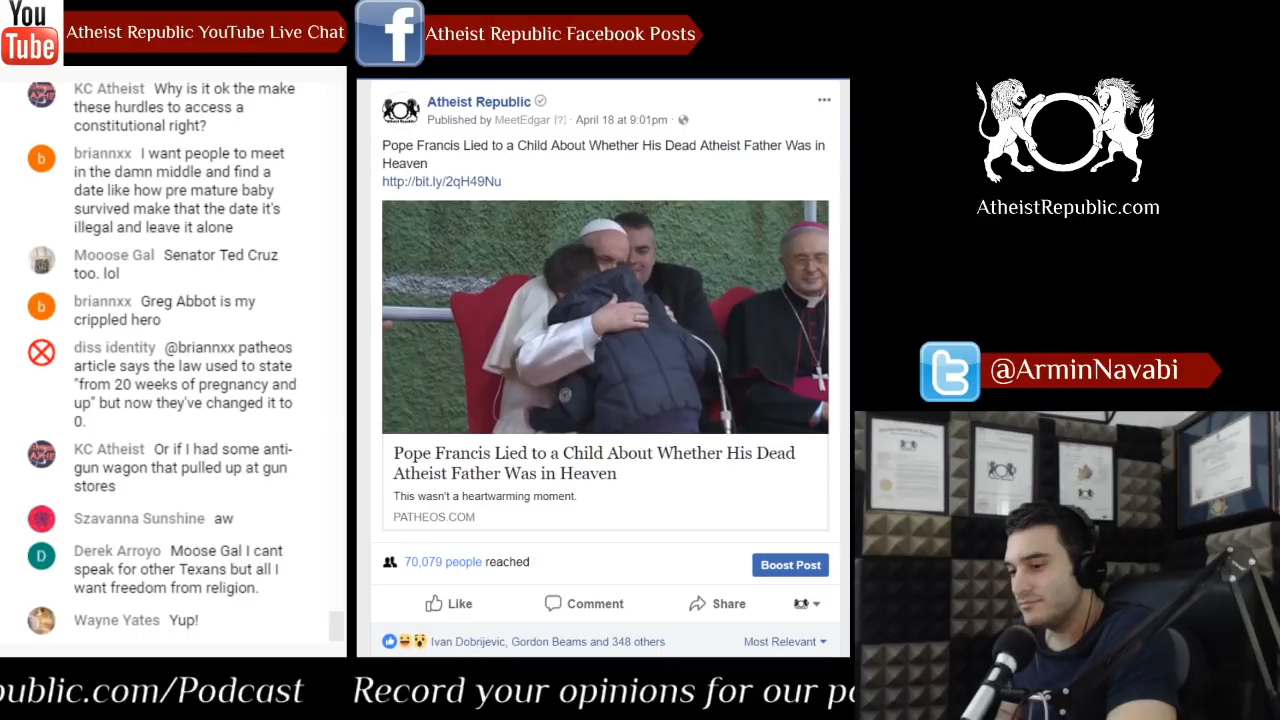 You
Tube
Atheist Republic YouTube Live Chat
KC Atheist Why is it ok the make
these hurdles to access a
constitutional right?
b
briannxx I want people to meet
in the damn middle and find a
date like how pre mature baby
survived make that the date it's
illegal and leave it alone
Mooose Gal Senator Ted Cruz
too. lol
b
briannxx Greg Abbot is my
crippled hero
diss identity @briannxx patheos
article says the law used to state
"from 20 weeks of pregnancy and
up" but now they've changed it to
0.
KC Atheist Or if I had some anti-
gun wagon that pulled up at gun
stores
Szavanna Sunshine aw
D
Derek Arroyo Moose Gal I cant
speak for other Texans but all I
want freedom from religion.
Wayne Yates Yup!
f
Atheist Republic Facebook Posts
Atheist Republic
Published by MeetEdgar [?] · April 18 at 9:01pm ·
Pope Francis Lied to a Child About Whether His Dead Atheist Father Was in
Heaven
http://bit.ly/2qH49Nu
Pope Francis Lied to a Child About Whether His Dead
Atheist Father Was in Heaven
This wasn't a heartwarming moment.
PATHEOS.COM
70,079 people reached
Boost Post
Like Comment Share
Ivan Dobrijevic, Gordon Beams and 348 others
Most Relevant
AtheistRepublic.com
@ArminNavabi
public.com/Podcast Record your opinions for our po